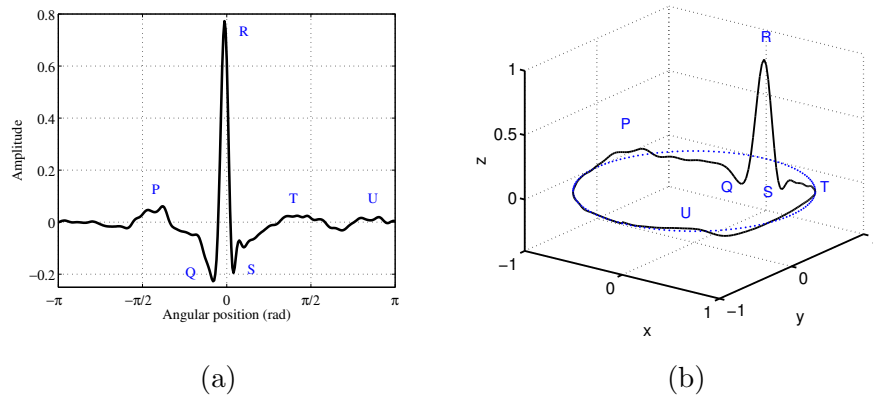 0.8
0.6
0.4
0.2
0
−0.2
Amplitude
P
Q
R
S
T
U
−π
−π/2
0
π/2
π
Angular position (rad)
(a)
1
0.5
0
−1
z
R
P
Q
S
T
U
0
1
x
−1
0
y
(b)